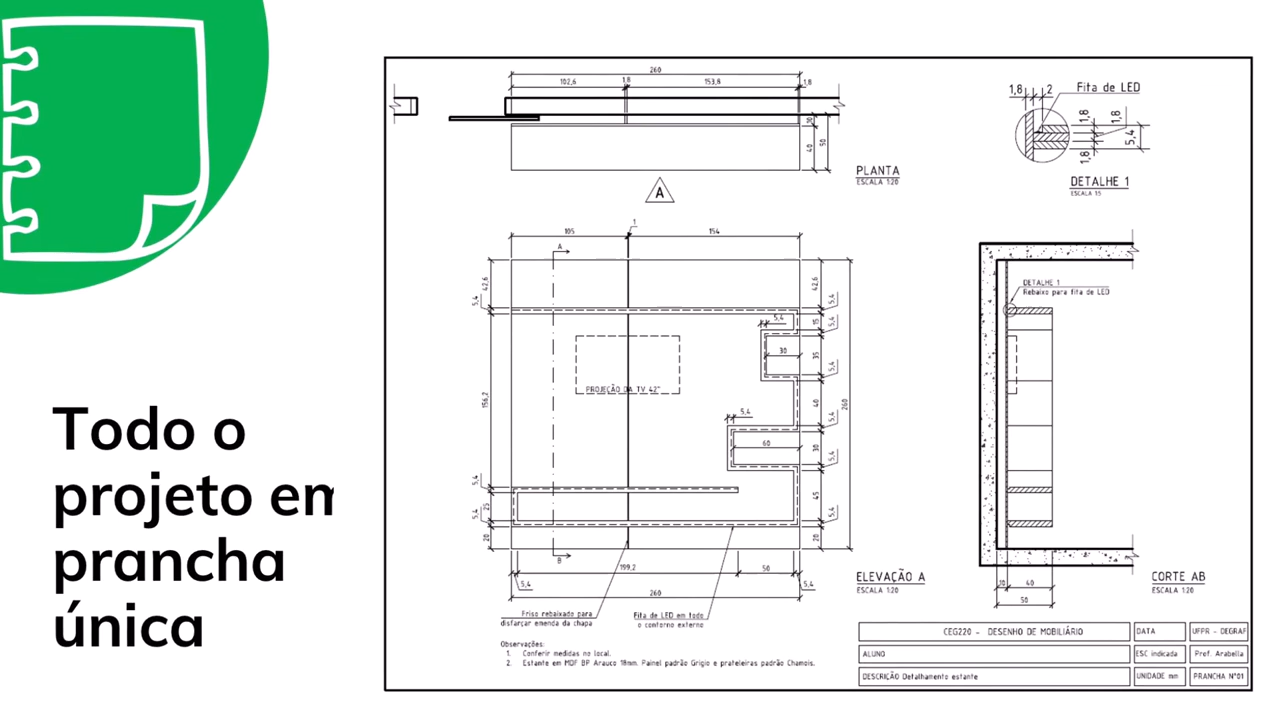 Todo o
projeto em
prancha
única
260
102,6
1,8
153,8
1,8
10
40
50
PLANTA
ESCALA 1:20
A
1,8
2
Fita de LED
1,8
1,8
5,4
1,8
DETALHE 1
ESCALA 1:5
105
1
154
A
42,6
5,4
156,2
5,4
25
5,4
20
PROJEÇÃO DA TV 42"
5,4
30
5,4
60
42,6
5,4
15
5,4
35
5,4
40
5,4
30
5,4
45
5,4
20
260
B
199,2
50
5,4
5,4
260
ELEVAÇÃO A
ESCALA 1:20
Friso rebaixado para
disfarçar emenda da chapa
Fita de LED em todo
o contorno externo
Observações:
1. Conferir medidas no local.
2. Estante em MDF BP Arauco 18mm. Painel padrão Grigio e prateleiras padrão Chamois.
DETALHE 1
Rebaixo para fita de LED
10
40
50
CORTE AB
ESCALA 1:20
CEG220 - DESENHO DE MOBILIÁRIO
DATA
UFPR - DEGRAF
ALUNO
ESC indicada
Prof. Arabella
DESCRIÇÃO Detalhamento estante
UNIDADE mm
PRANCHA N°01